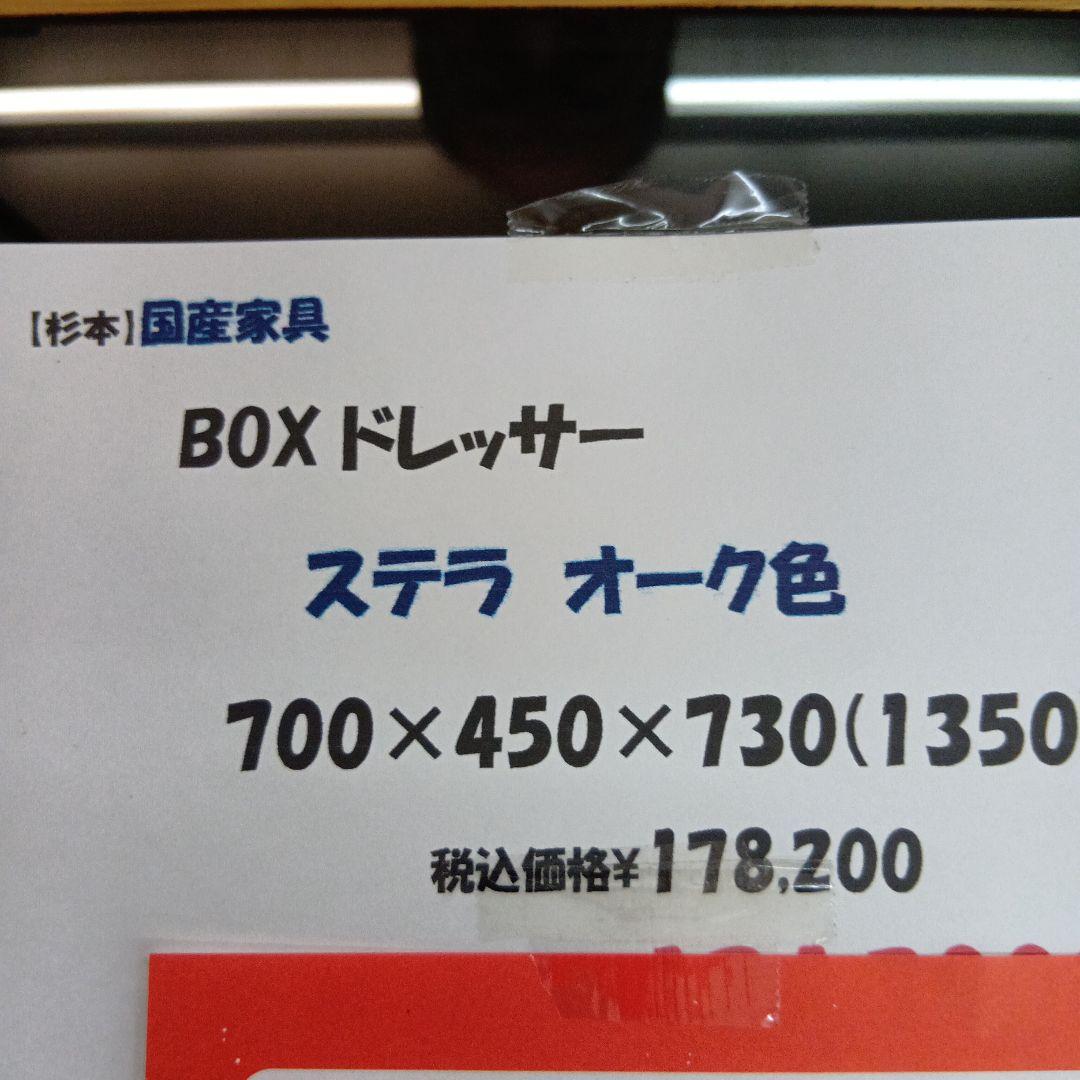 【杉本】国産家具
BOXドレッサー
ステラ オーク色
700×450×730(1350
税込価格¥178,200